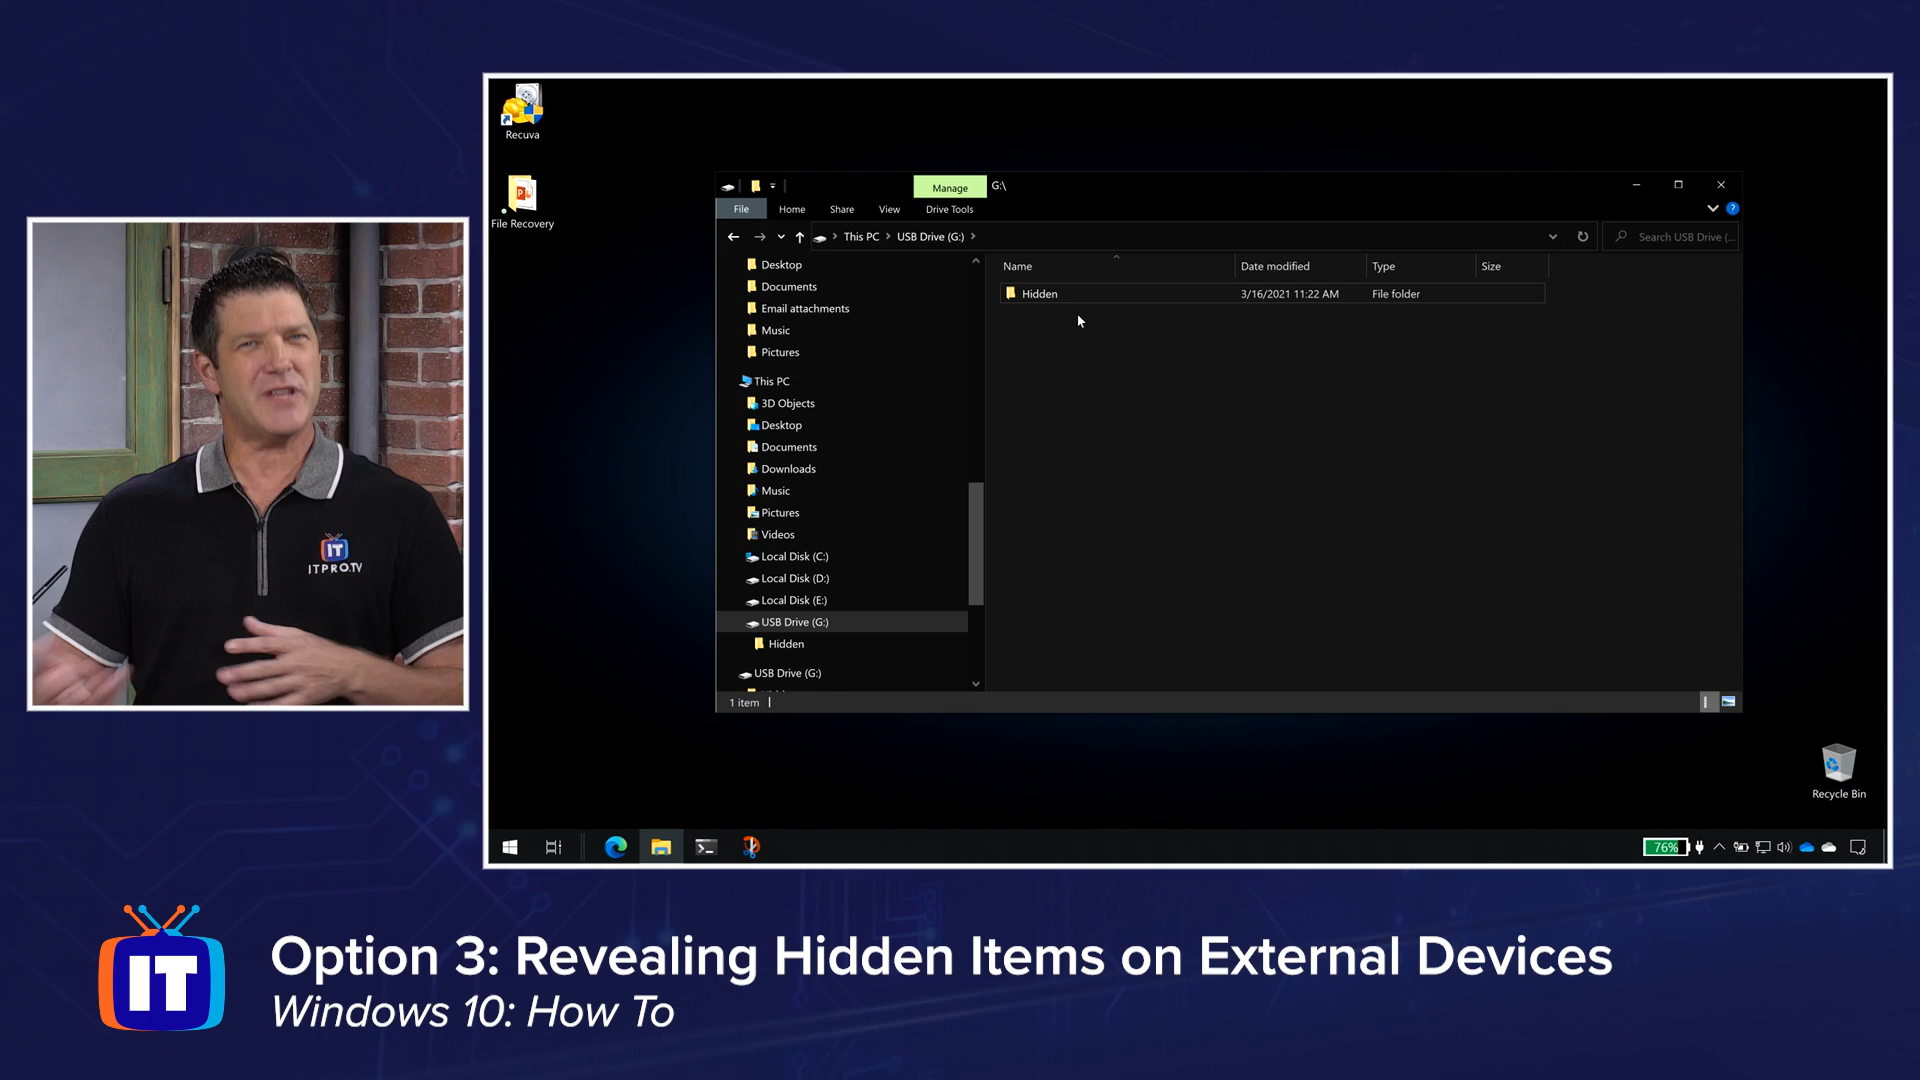 Recuva
File Recovery
Manage
G:\
File
Home
Share
View
Drive Tools
?
This PC
USB Drive (G:)
Search USB Drive (...
Desktop
Documents
Email attachments
Music
Pictures
This PC
3D Objects
Desktop
Documents
Downloads
Music
Pictures
Videos
Local Disk (C:)
Local Disk (D:)
Local Disk (E:)
USB Drive (G:)
Hidden
USB Drive (G:)
Name
Date modified
Type
Size
Hidden
3/16/2021 11:22 AM
File folder
1 item
Recycle Bin
76%
IT
ITPRO.TV
IT
Option 3: Revealing Hidden Items on External Devices
Windows 10: How To